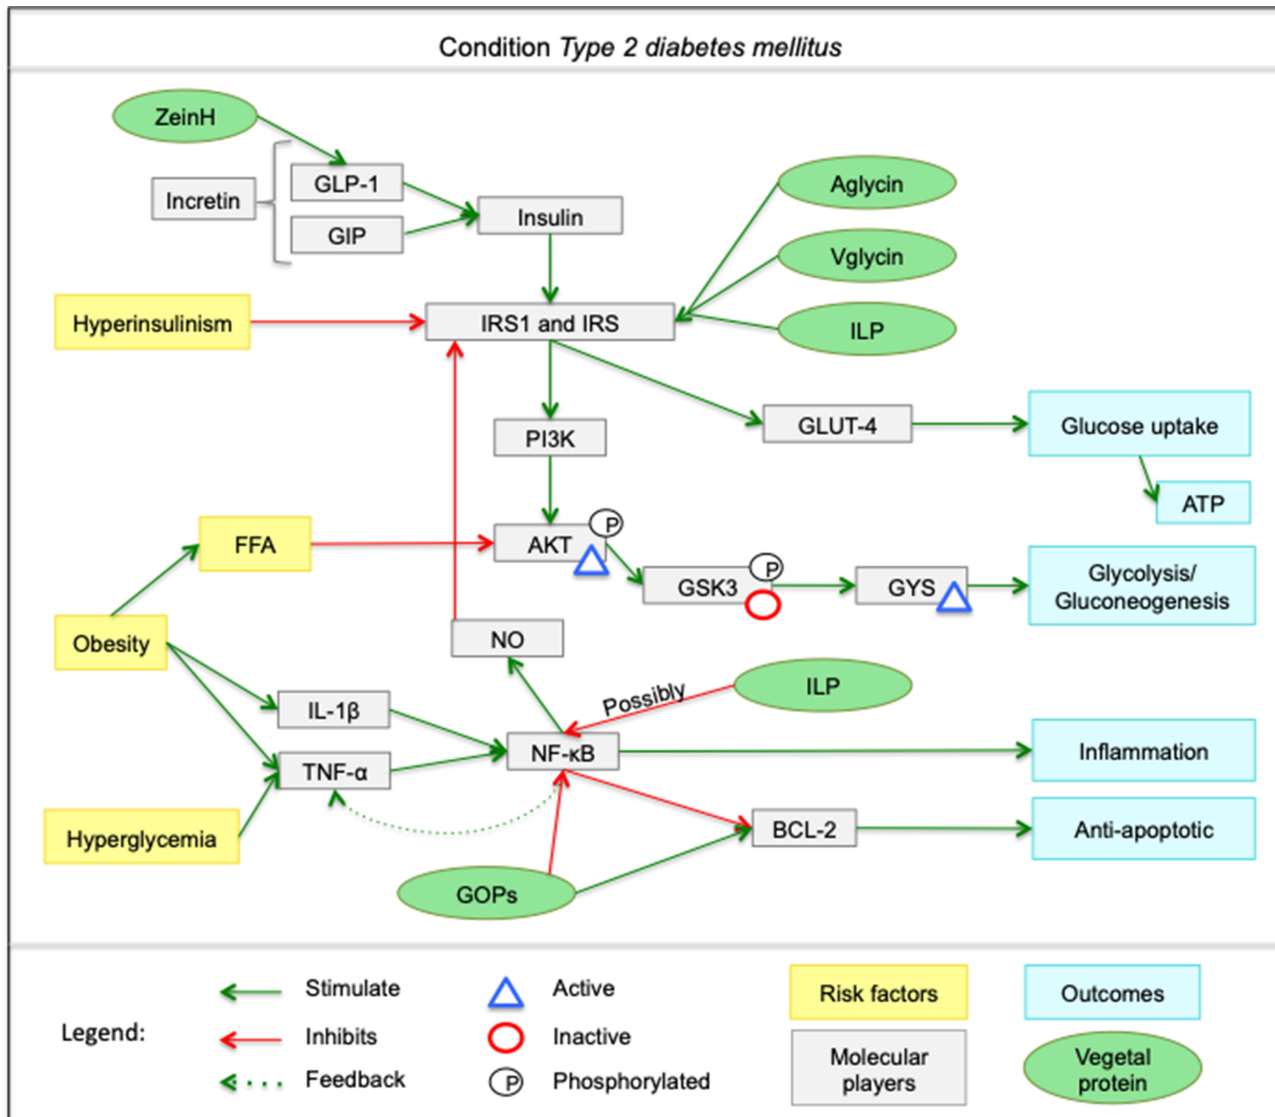 Condition Type 2 diabetes mellitus
ZeinH
Incretin
GLP-1
GIP
Insulin
Aglycin
Vglycin
ILP
Hyperinsulinism
IRS1 and IRS
PI3K
GLUT-4
Glucose uptake
ATP
FFA
AKT
P
GSK3
P
GYS
Glycolysis/
Gluconeogenesis
Obesity
NO
IL-1β
TNF-α
NF-κB
Possibly
ILP
Inflammation
Hyperglycemia
BCL-2
Anti-apoptotic
GOPs
Legend:
Stimulate
Inhibits
Feedback
Active
Inactive
P
Phosphorylated
Risk factors
Outcomes
Molecular
players
Vegetal
protein